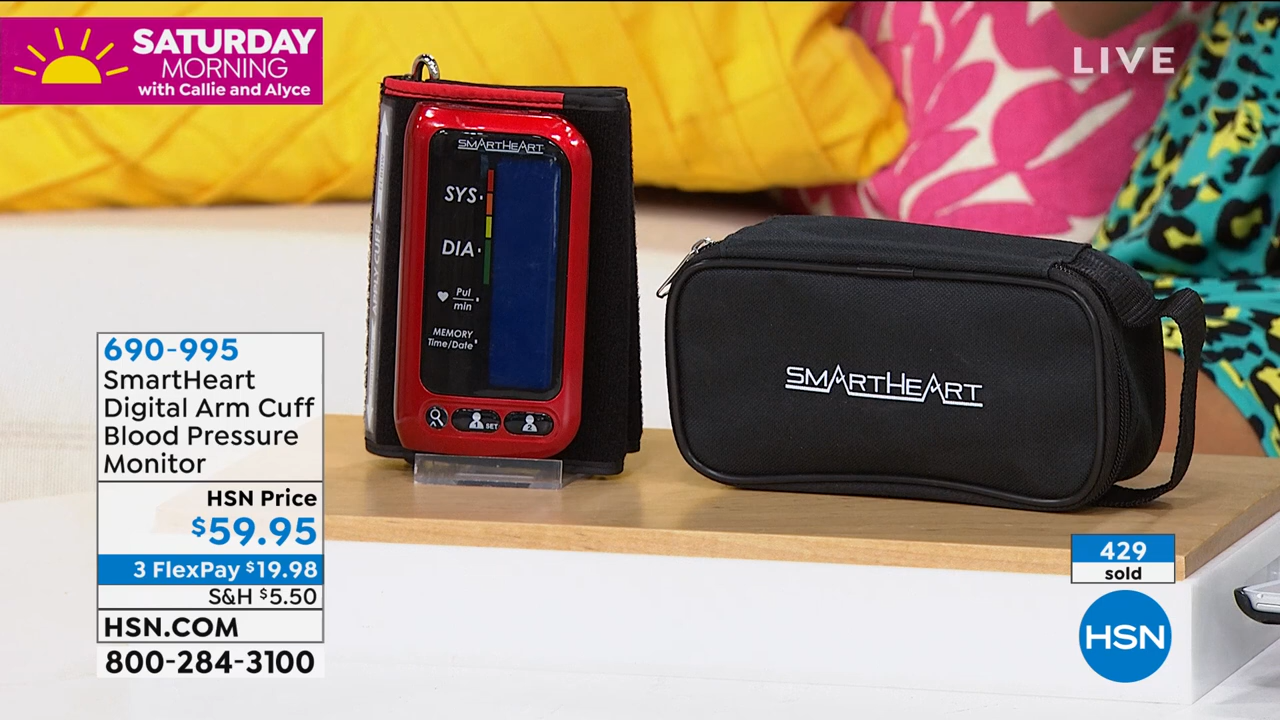 SATURDAY
MORNING
with Callie and Alyce
LIVE
SMARTHEART
SYS
DIA
Pul
min
MEMORY
Time/Date
1 SET
2
SMARTHEART
690-995
SmartHeart
Digital Arm Cuff
Blood Pressure
Monitor
HSN Price
$59.95
3 FlexPay $19.98
S&H $5.50
HSN.COM
800-284-3100
429
sold
HSN